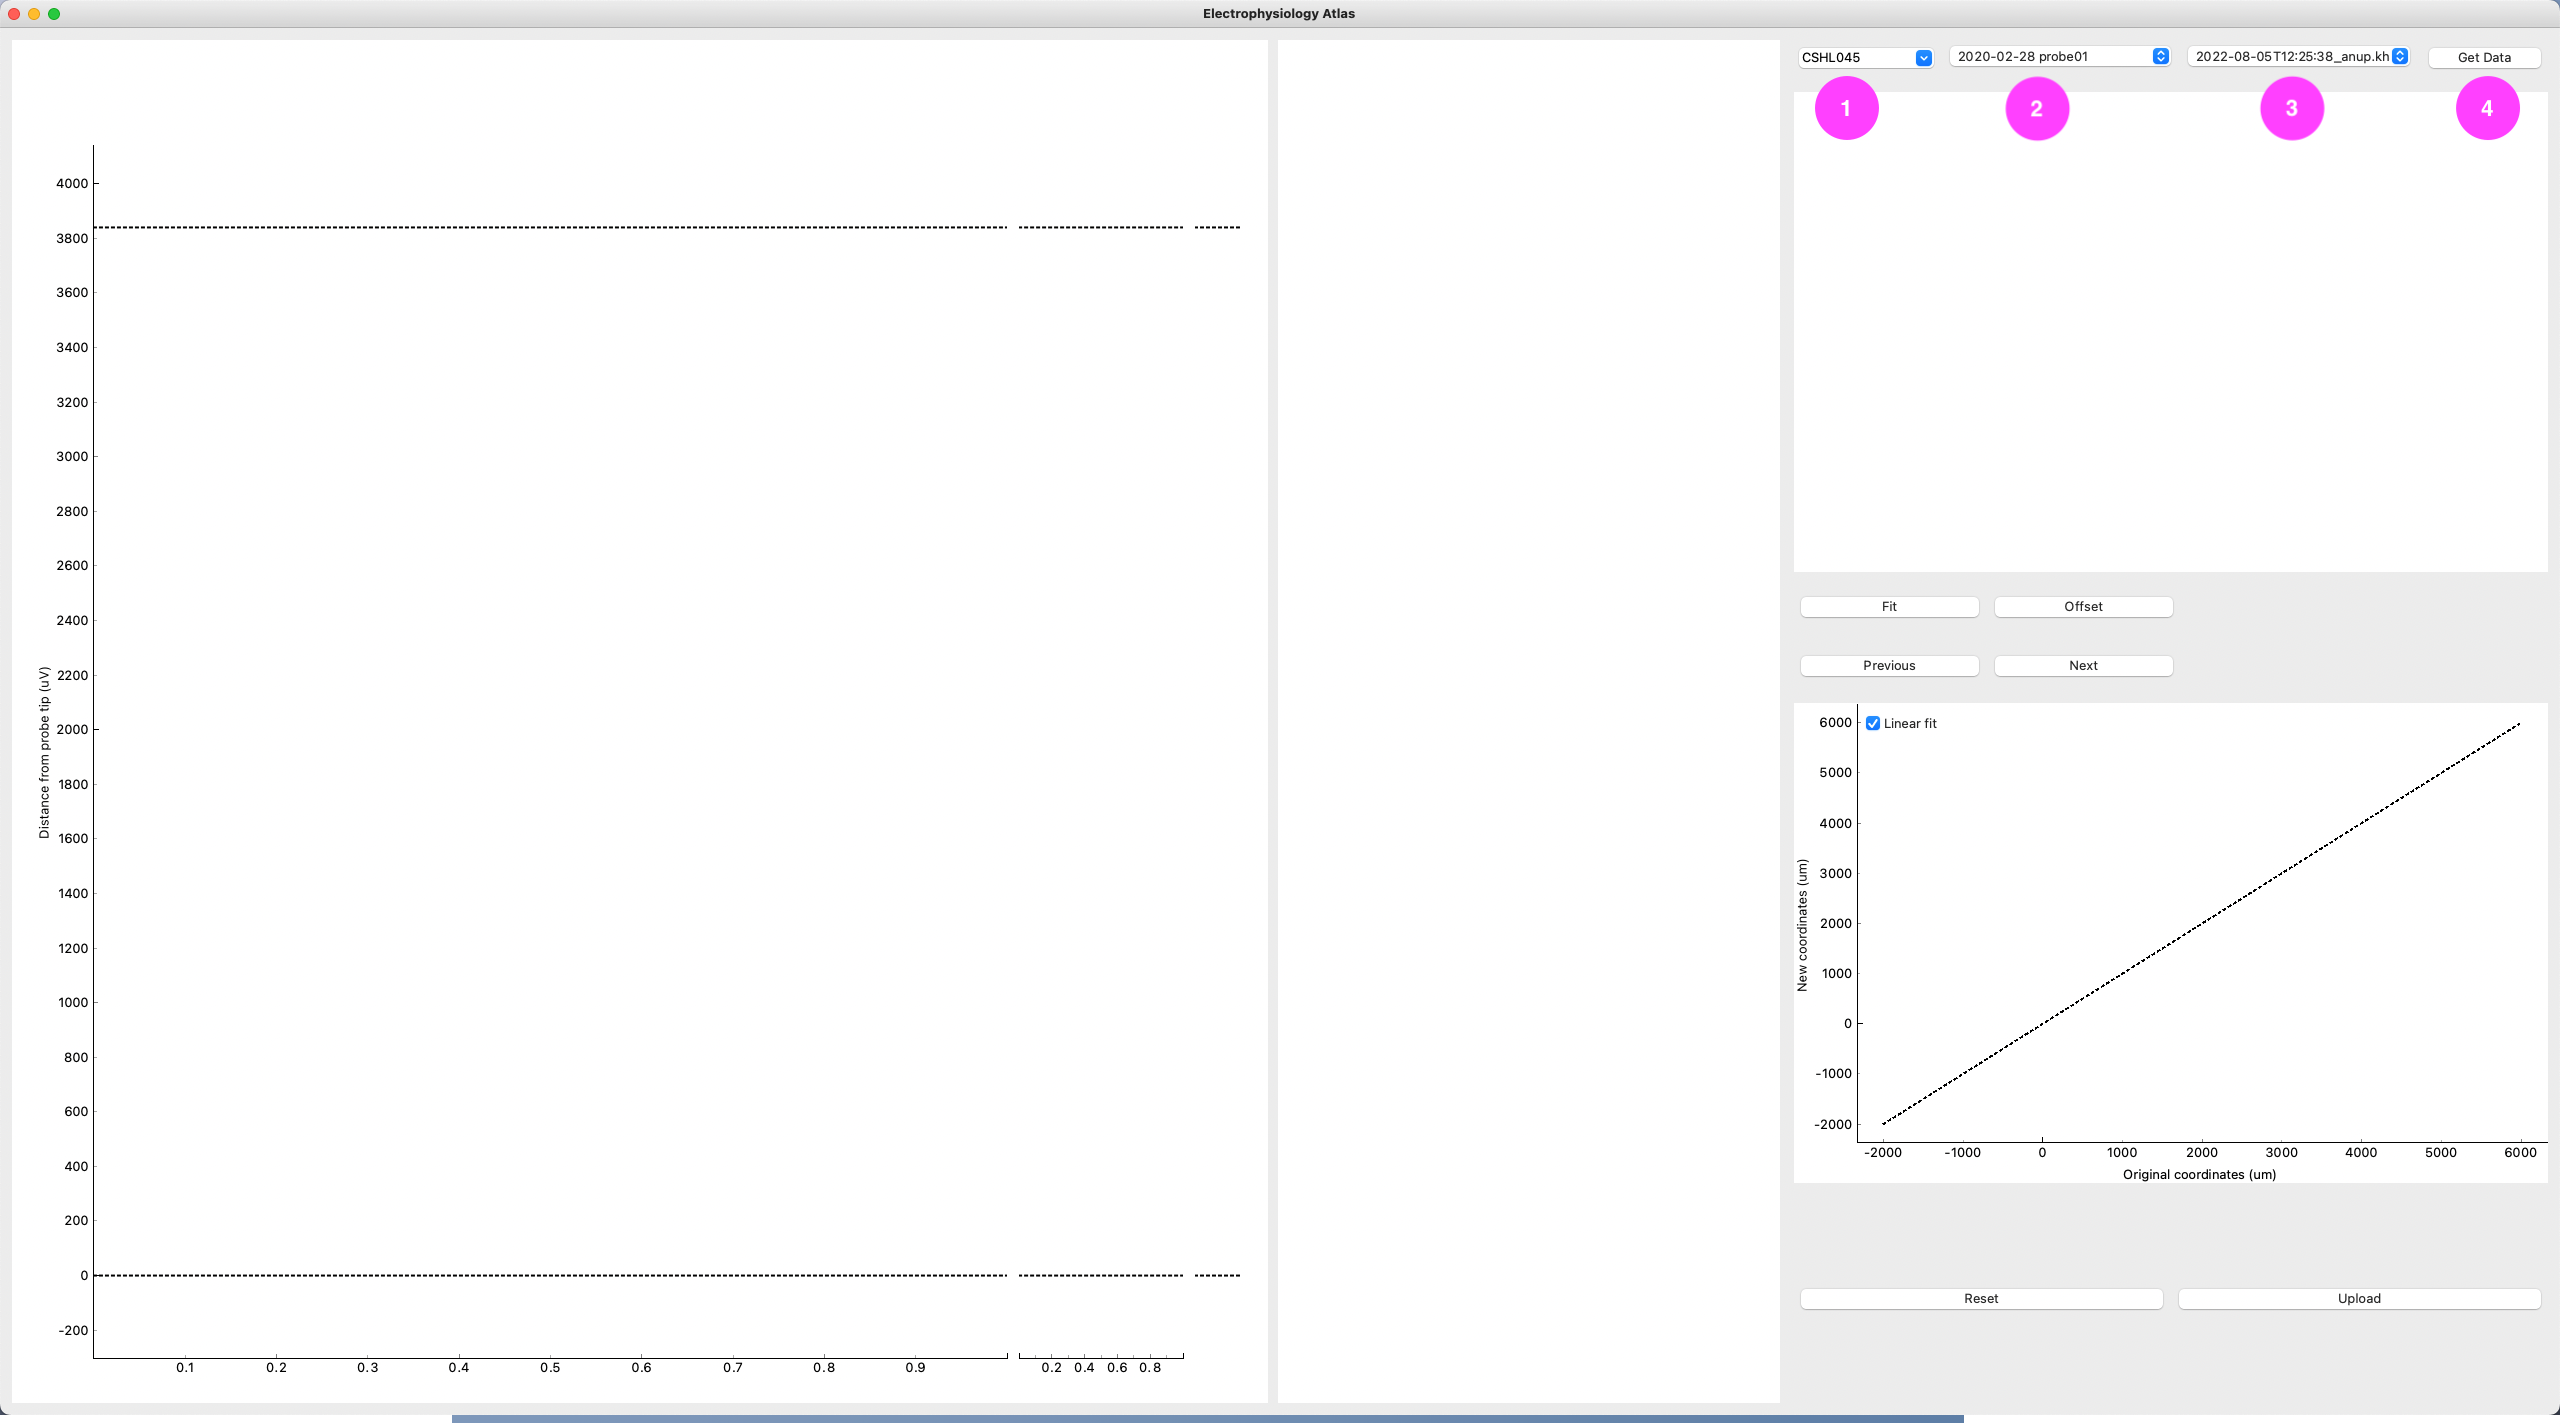 Electrophysiology Atlas
CSHL045
2020-02-28 probe01
2022-08-05T12:25:38_anup.kh
Get Data
1
2
3
4
4000
3800
3600
3400
3200
3000
2800
2600
2400
2200
2000
1800
1600
1400
1200
1000
800
600
400
200
0
-200
Distance from probe tip (uV)
0.1 0.2 0.3 0.4 0.5 0.6 0.7 0.8 0.9
0.2 0.4 0.6 0.8
Fit
Offset
Previous
Next
Linear fit
6000
5000
4000
3000
2000
1000
0
-1000
-2000
New coordinates (um)
-2000 -1000 0 1000 2000 3000 4000 5000 6000
Original coordinates (um)
Reset
Upload